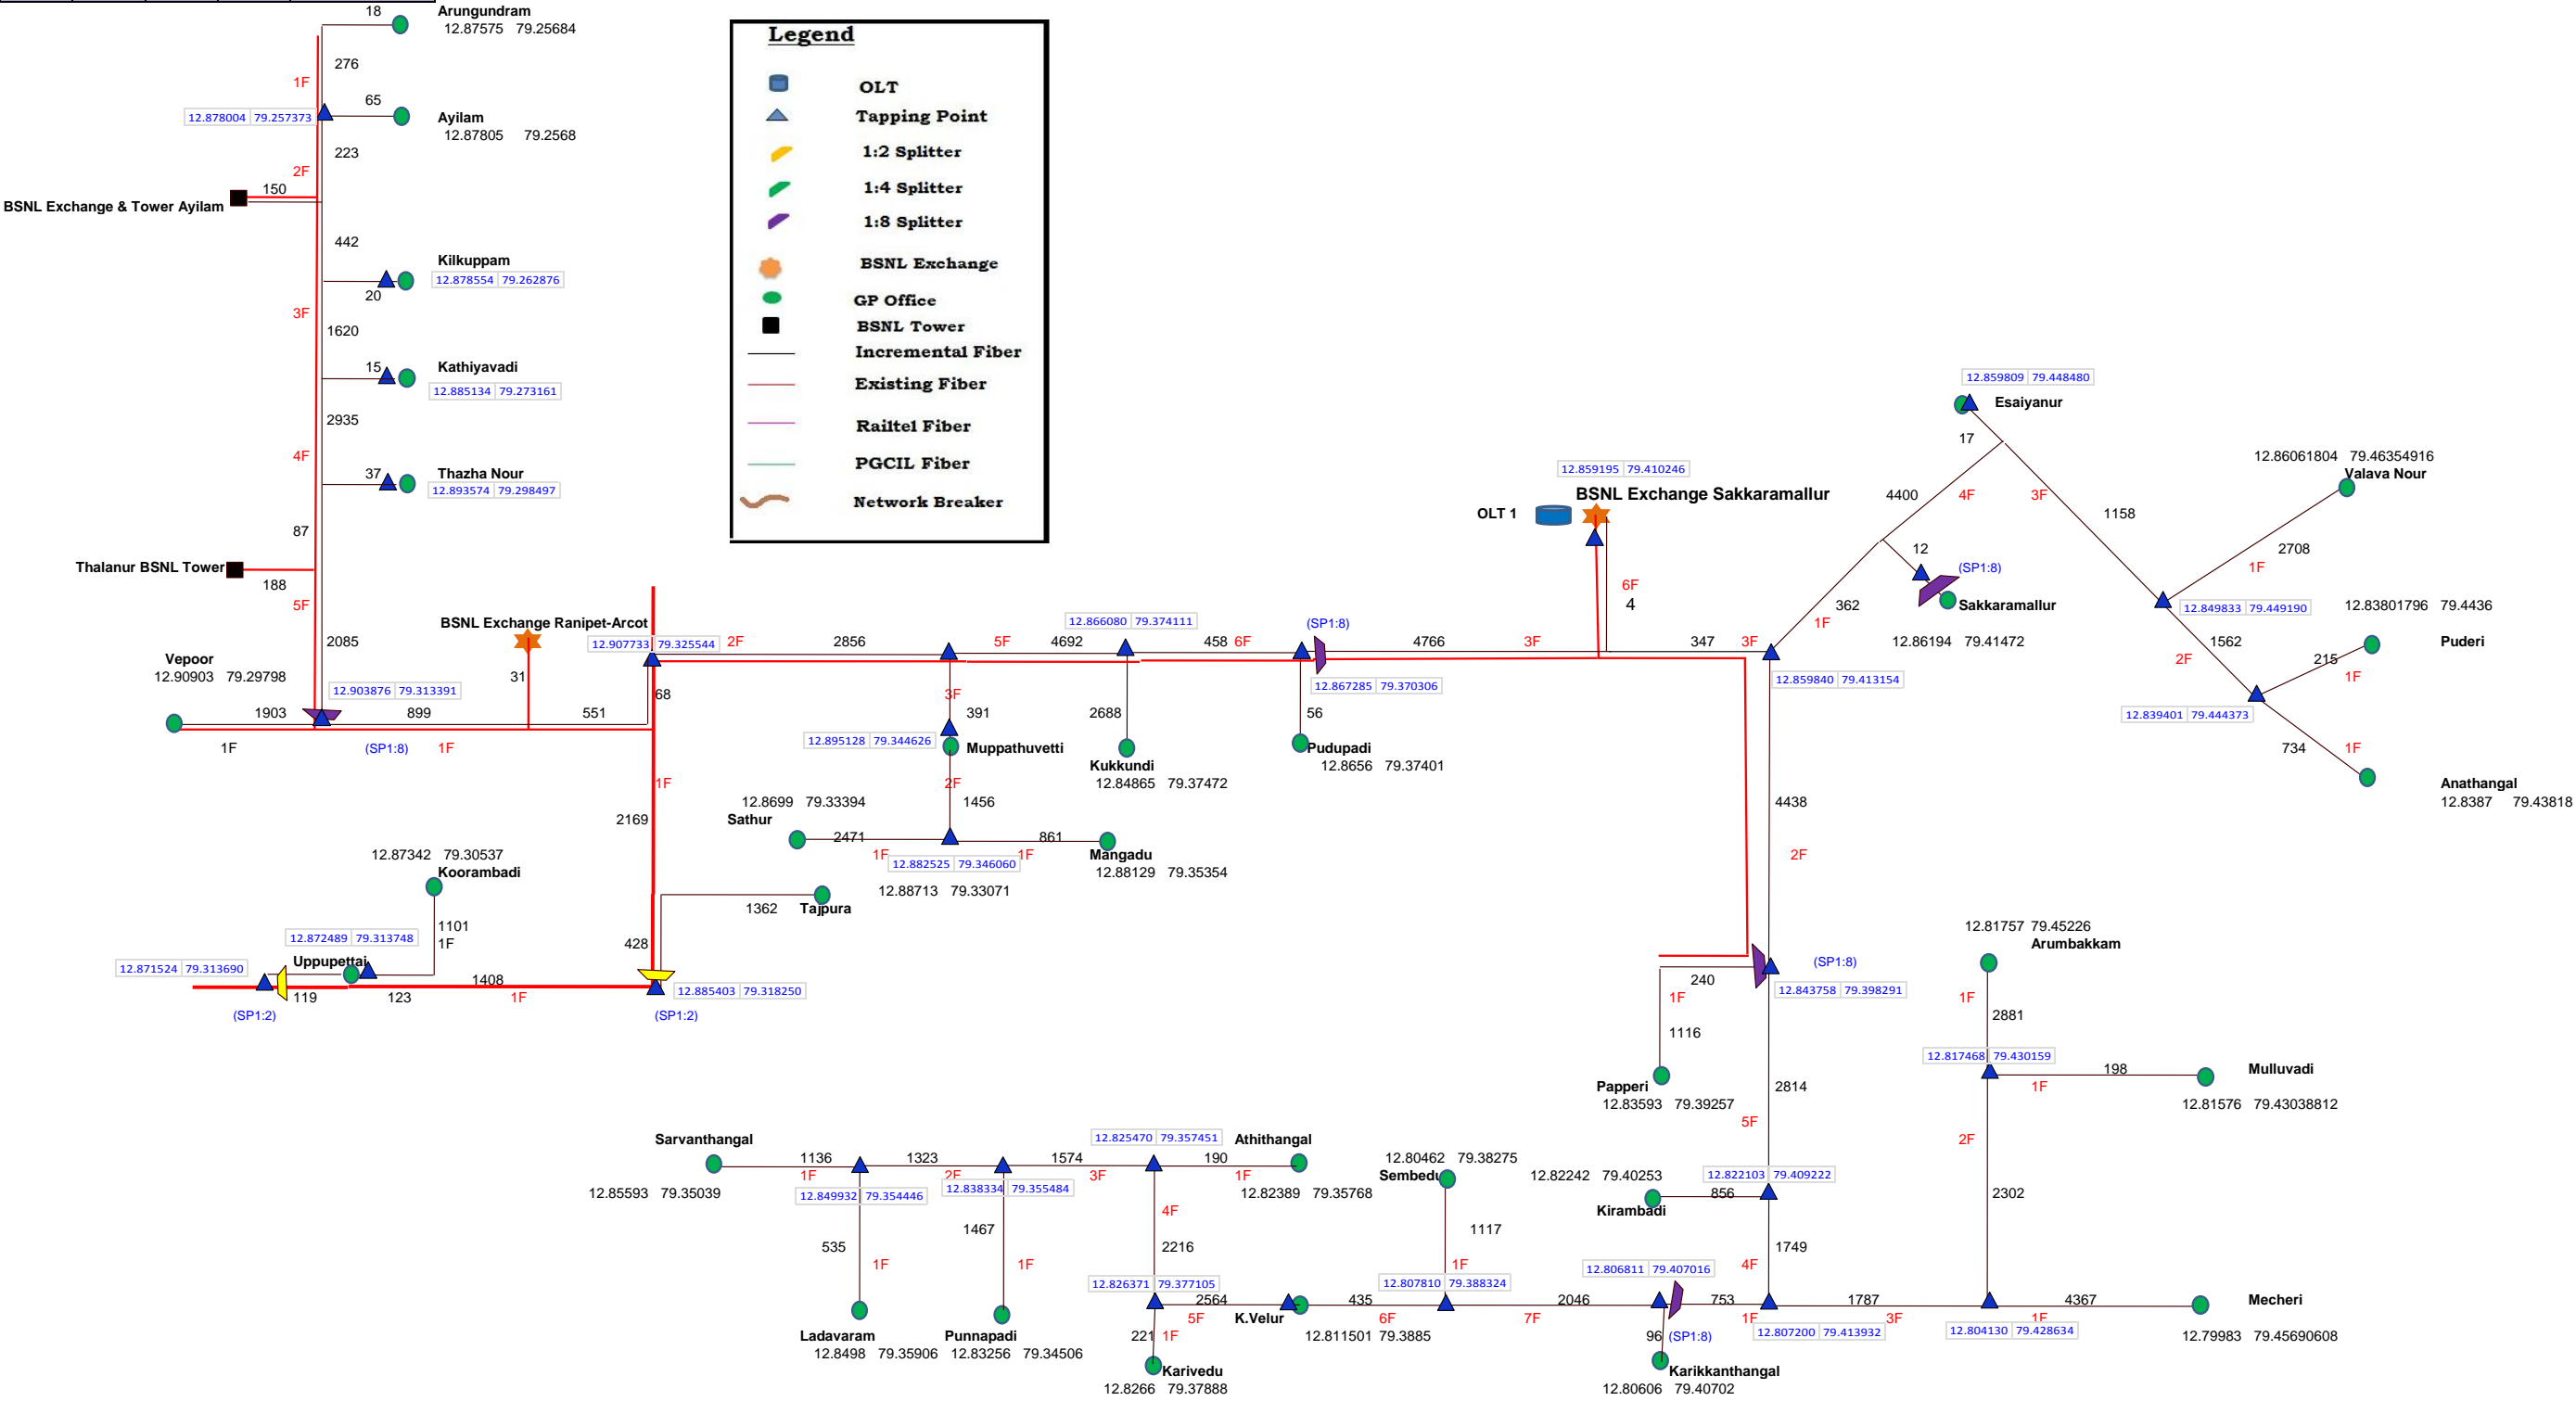 18
Arungundram
12.87575 79.25684
276
1F
65
12.878004 79.257373
Ayilam
12.87805 79.2568
223
2F
150
BSNL Exchange & Tower Ayilam
442
Kilkuppam
12.878554 79.262876
20
3F
1620
15
Kathiyavadi
12.885134 79.273161
2935
4F
37
Thazha Nour
12.893574 79.298497
87
Thalanur BSNL Tower
188
5F
2085
Vepoor
12.90903 79.29798
12.903876 79.313391
1903
899
551
1F
(SP1:8)
1F
BSNL Exchange Ranipet-Arcot
31
Legend
OLT
Tapping Point
1:2 Splitter
1:4 Splitter
1:8 Splitter
BSNL Exchange
GP Office
BSNL Tower
Incremental Fiber
Existing Fiber
Railtel Fiber
PGCIL Fiber
Network Breaker
12.907733 79.325544
2F
2856
5F
4692
12.866080 79.374111
458
6F
(SP1:8)
4766
3F
347
3F
68
3F
391
2688
56
12.867285 79.370306
12.895128 79.344626
Muppathuvetti
Kukkundi
12.84865 79.37472
Pudupadi
12.8656 79.37401
1F
2F
1456
2169
12.8699 79.33394
Sathur
2471
861
1F
12.882525 79.346060
1F
Mangadu
12.88129 79.35354
12.88713 79.33071
1362
Tajpura
12.87342 79.30537
Koorambadi
1101
1F
428
12.872489 79.313748
12.871524 79.313690
Uppupettai
1408
119
123
1F
12.885403 79.318250
(SP1:2)
(SP1:2)
12.859195 79.410246
BSNL Exchange Sakkaramallur
OLT 1
6F
4
12.859809 79.448480
Esaiyanur
17
4400
4F
3F
1158
12
(SP1:8)
Sakkaramallur
12.86194 79.41472
362
1F
12.859840 79.413154
12.86061804 79.46354916
Valava Nour
2708
1F
12.849833 79.449190
12.83801796 79.4436
Puderi
1562
2F
215
1F
12.839401 79.444373
734
1F
Anathangal
12.8387 79.43818
4438
2F
(SP1:8)
240
12.843758 79.398291
1F
1116
Papperi
12.83593 79.39257
2814
5F
12.81757 79.45226
Arumbakkam
1F
2881
12.817468 79.430159
198
Mulluvadi
1F
12.81576 79.43038812
2F
2302
Sarvanthangal
1136
1323
1574
12.825470 79.357451
190
Athithangal
1F
2F
3F
1F
12.85593 79.35039
12.849932 79.354446
12.838334 79.355484
12.82389 79.35768
12.80462 79.38275
Sembedu
12.82242 79.40253
12.822103 79.409222
856
Kirambadi
4F
2216
535
1F
1467
1F
1117
1F
1749
4F
12.826371 79.377105
12.807810 79.388324
12.806811 79.407016
2564
435
2046
753
1787
4367
5F
K.Velur
6F
7F
1F
3F
1F
Ladavaram
12.8498 79.35906
Punnapadi
12.83256 79.34506
221
1F
12.811501 79.3885
96
(SP1:8)
12.807200 79.413932
12.804130 79.428634
Mecheri
12.79983 79.45690608
Karivedu
12.8266 79.37888
Karikkanthangal
12.80606 79.40702